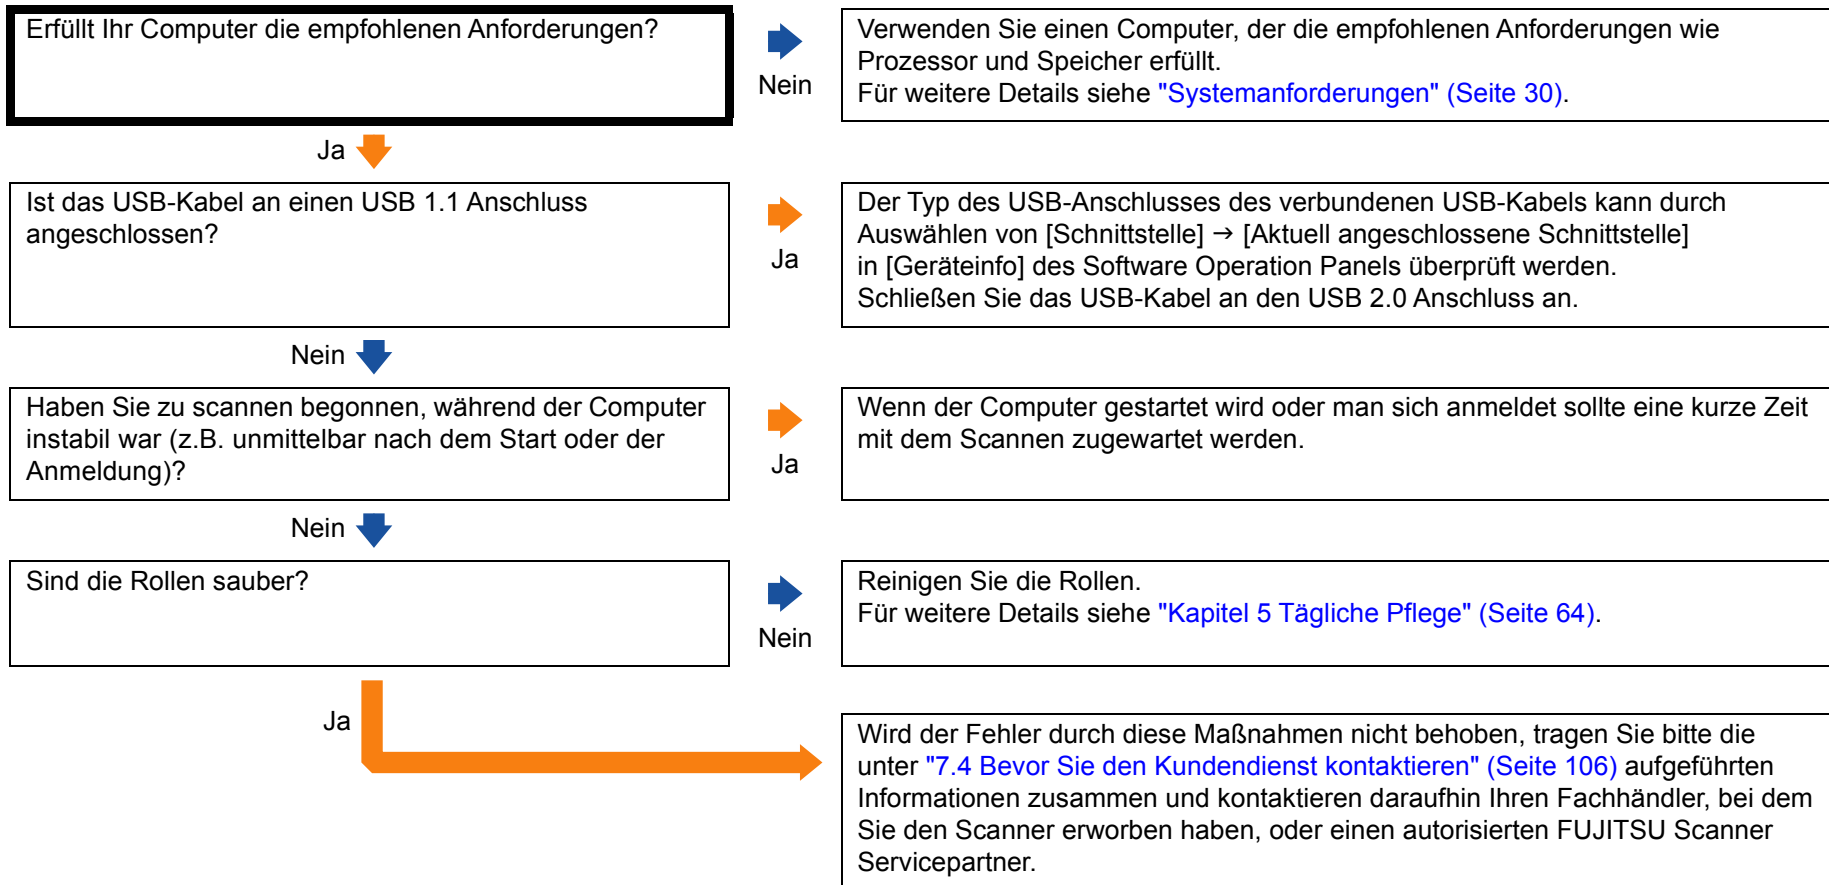 Erfüllt Ihr Computer die empfohlenen Anforderungen?
Nein
Verwenden Sie einen Computer, der die empfohlenen Anforderungen wie
Prozessor und Speicher erfüllt.
Für weitere Details siehe "Systemanforderungen" (Seite 30).
Ja
Ist das USB-Kabel an einen USB 1.1 Anschluss
angeschlossen?
Ja
Der Typ des USB-Anschlusses des verbundenen USB-Kabels kann durch
Auswählen von [Schnittstelle] → [Aktuell angeschlossene Schnittstelle]
in [Geräteinfo] des Software Operation Panels überprüft werden.
Schließen Sie das USB-Kabel an den USB 2.0 Anschluss an.
Nein
Haben Sie zu scannen begonnen, während der Computer
instabil war (z.B. unmittelbar nach dem Start oder der
Anmeldung)?
Ja
Wenn der Computer gestartet wird oder man sich anmeldet sollte eine kurze Zeit
mit dem Scannen zugewartet werden.
Nein
Sind die Rollen sauber?
Nein
Reinigen Sie die Rollen.
Für weitere Details siehe "Kapitel 5 Tägliche Pflege" (Seite 64).
Ja
Wird der Fehler durch diese Maßnahmen nicht behoben, tragen Sie bitte die
unter "7.4 Bevor Sie den Kundendienst kontaktieren" (Seite 106) aufgeführten
Informationen zusammen und kontaktieren daraufhin Ihren Fachhändler, bei dem
Sie den Scanner erworben haben, oder einen autorisierten FUJITSU Scanner
Servicepartner.